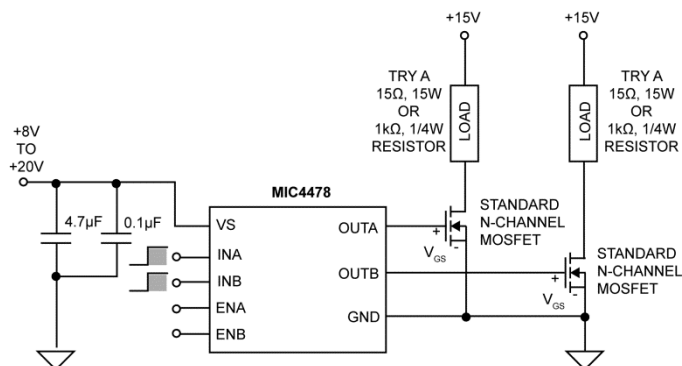 +15V
+15V
TRY A
15Ω, 15W
OR
1kΩ, 1/4W
RESISTOR
LOAD
TRY A
15Ω, 15W
OR
1kΩ, 1/4W
RESISTOR
LOAD
+8V
TO
+20V
4.7µF
0.1µF
MIC4478
VS
INA
INB
ENA
ENB
OUTA
OUTB
GND
+
-
VGS
STANDARD
N-CHANNEL
MOSFET
+
-
VGS
STANDARD
N-CHANNEL
MOSFET